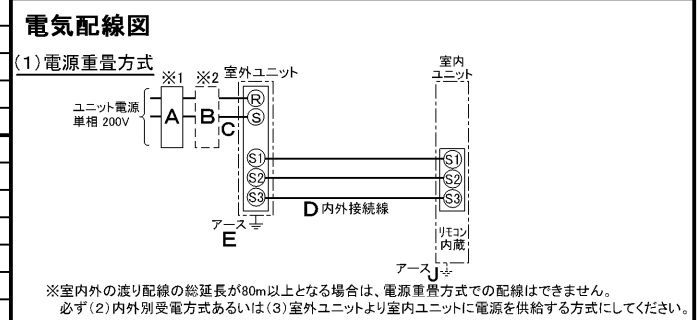 電気配線図
(1)電源重畳方式
※1 ※2 室外ユニット
室内
ユニット
ユニット電源
単相 200V
A B C
R
S
S1 S1
S2 S2
S3 S3
D 内外接続線
アース
E
リモコン
内蔵
アース J
※室内外の渡り配線の総延長が80m以上となる場合は、電源重畳方式での配線はできません。
必ず(2)内外別受電方式あるいは(3)室外ユニットより室内ユニットに電源を供給する方式にしてください。